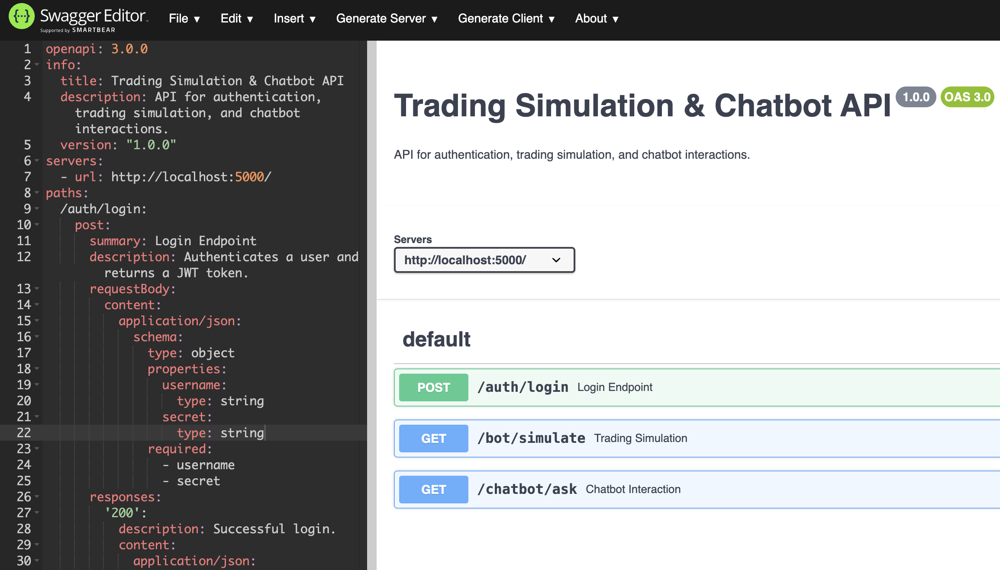 {···} Swagger Editor™
Supported by SMARTBEAR
File ▼ Edit ▼ Insert ▼ Generate Server ▼ Generate Client ▼ About ▼
1 openapi: 3.0.0
2 info:
3 title: Trading Simulation & Chatbot API
4 description: API for authentication,
trading simulation, and chatbot
interactions.
5 version: "1.0.0"
6 servers:
7 - url: http://localhost:5000/
8 paths:
9 /auth/login:
10 post:
11 summary: Login Endpoint
12 description: Authenticates a user and
returns a JWT token.
13 requestBody:
14 content:
15 application/json:
16 schema:
17 type: object
18 properties:
19 username:
20 type: string
21 secret:
22 type: string
23 required:
24 - username
25 - secret
26 responses:
27 '200':
28 description: Successful login.
29 content:
30 application/json:
Trading Simulation & Chatbot API 1.0.0 OAS 3.0
API for authentication, trading simulation, and chatbot interactions.
Servers
http://localhost:5000/
default
POST /auth/login Login Endpoint
GET /bot/simulate Trading Simulation
GET /chatbot/ask Chatbot Interaction